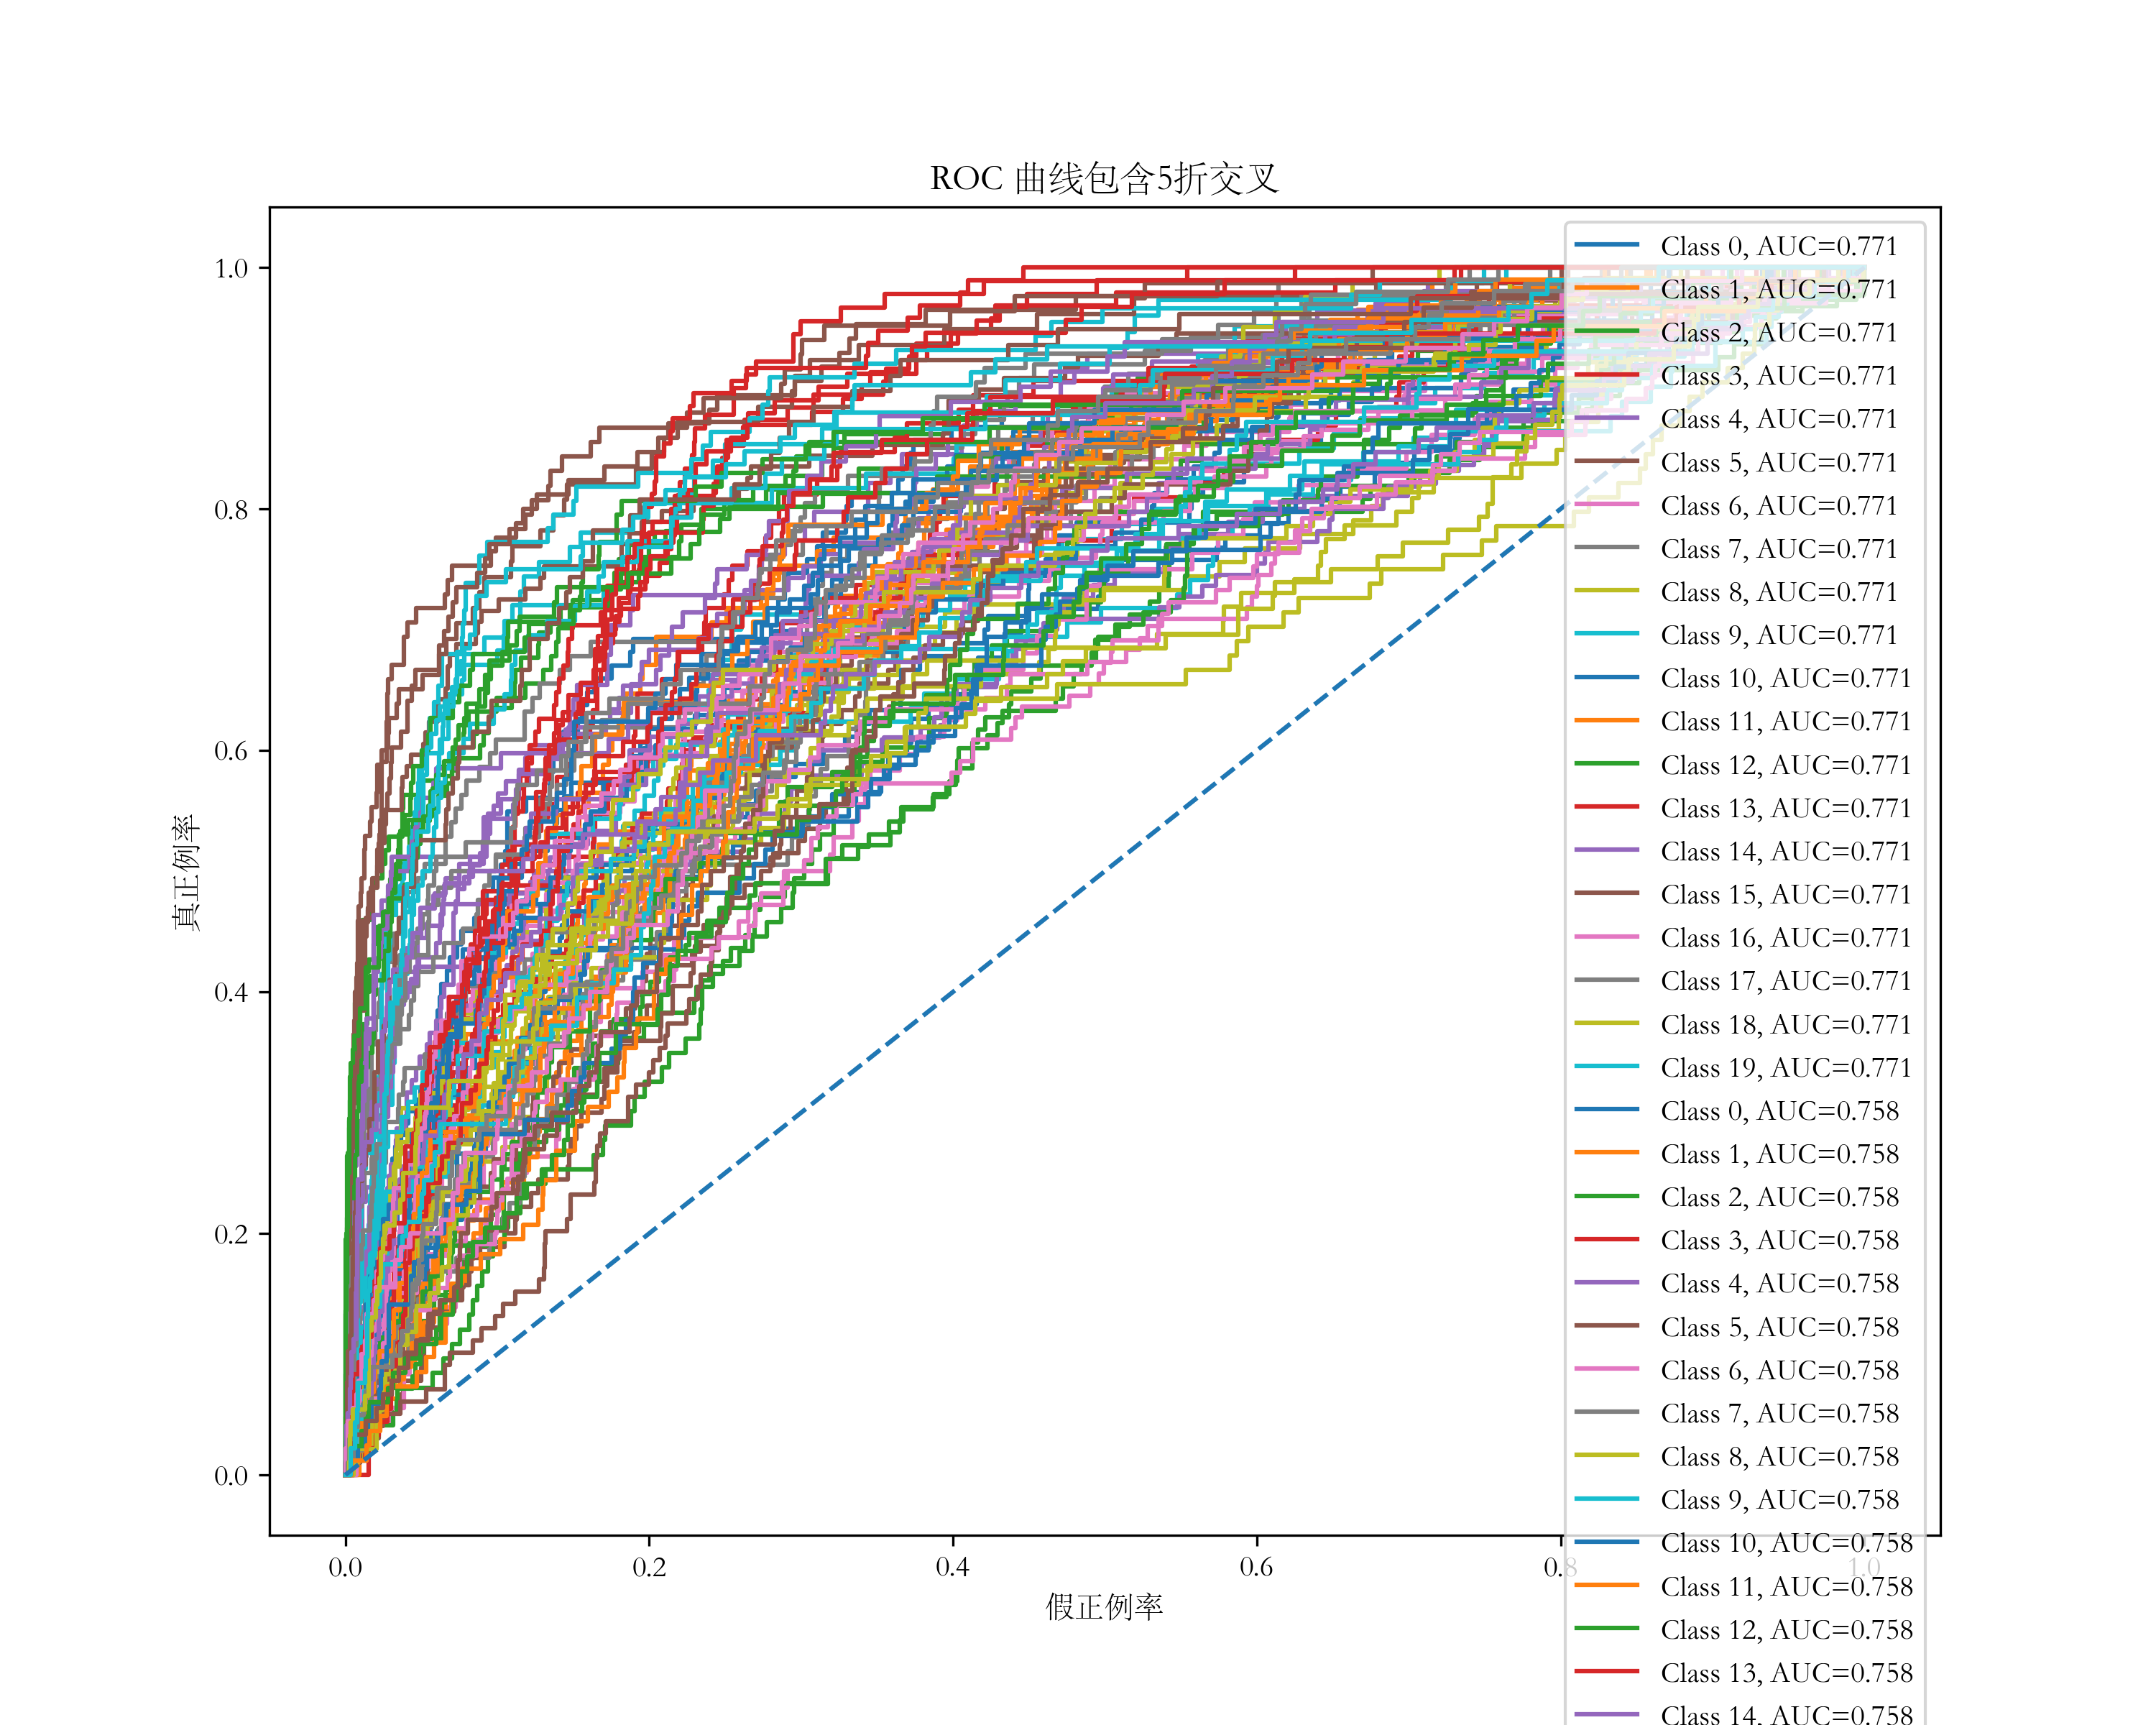 ROC 曲线包含5折交叉
真正例率
1.0
0.8
0.6
0.4
0.2
0.0
0.0 0.2 0.4 0.6 0.8 1.0
假正例率
Class 0, AUC=0.771
Class 1, AUC=0.771
Class 2, AUC=0.771
Class 3, AUC=0.771
Class 4, AUC=0.771
Class 5, AUC=0.771
Class 6, AUC=0.771
Class 7, AUC=0.771
Class 8, AUC=0.771
Class 9, AUC=0.771
Class 10, AUC=0.771
Class 11, AUC=0.771
Class 12, AUC=0.771
Class 13, AUC=0.771
Class 14, AUC=0.771
Class 15, AUC=0.771
Class 16, AUC=0.771
Class 17, AUC=0.771
Class 18, AUC=0.771
Class 19, AUC=0.771
Class 0, AUC=0.758
Class 1, AUC=0.758
Class 2, AUC=0.758
Class 3, AUC=0.758
Class 4, AUC=0.758
Class 5, AUC=0.758
Class 6, AUC=0.758
Class 7, AUC=0.758
Class 8, AUC=0.758
Class 9, AUC=0.758
Class 10, AUC=0.758
Class 11, AUC=0.758
Class 12, AUC=0.758
Class 13, AUC=0.758
Class 14, AUC=0.758